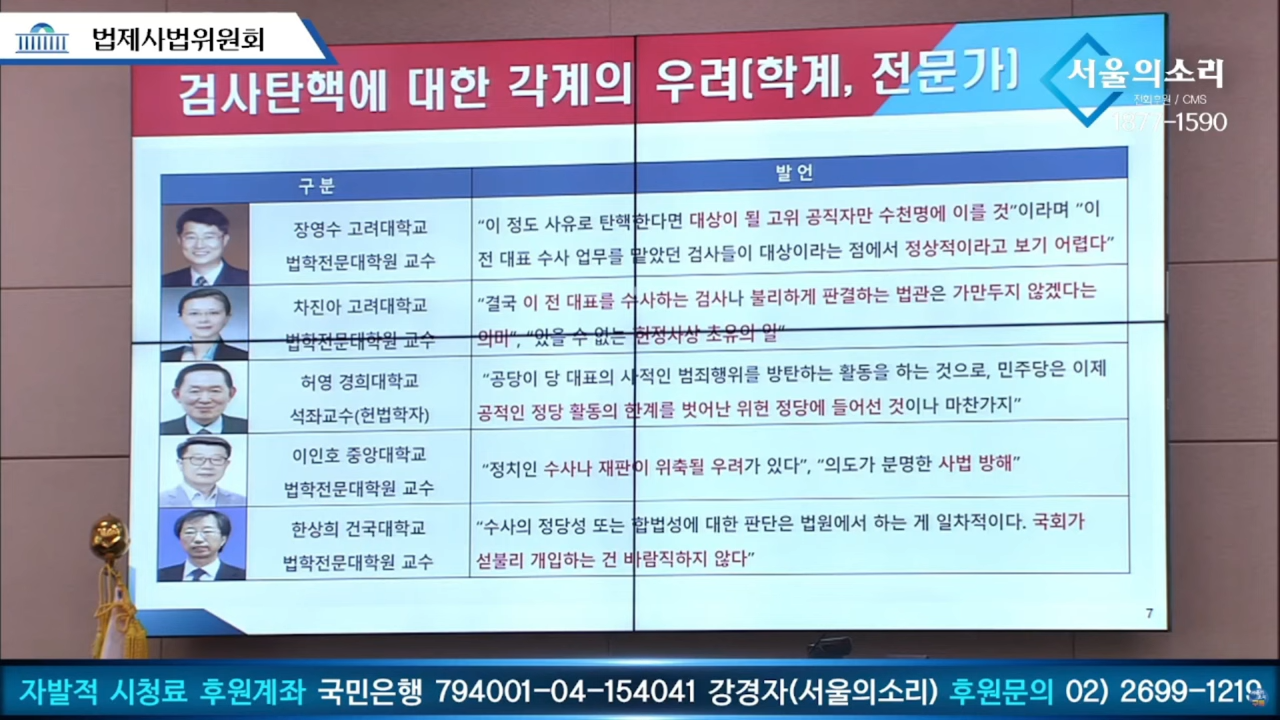 법제사법위원회
검사탄핵에 대한 각계의 우려(학계, 전문가)
서울의소리
전화후원 / CMS
1877-1590
구분
발언
장영수 고려대학교
법학전문대학원 교수
"이 정도 사유로 탄핵한다면 대상이 될 고위 공직자만 수천명에 이를 것"이라며 "이
전 대표 수사 업무를 맡았던 검사들이 대상이라는 점에서 정상적이라고 보기 어렵다"
차진아 고려대학교
법학전문대학원 교수
"결국 이 전 대표를 수사하는 검사나 불리하게 판결하는 법관은 가만두지 않겠다는
의미", "있을 수 없는 헌정사상 초유의 일"
허영 경희대학교
석좌교수(헌법학자)
"공당이 당 대표의 사적인 범죄행위를 방탄하는 활동을 하는 것으로, 민주당은 이제
공적인 정당 활동의 한계를 벗어난 위헌 정당에 들어선 것이나 마찬가지"
이인호 중앙대학교
법학전문대학원 교수
"정치인 수사나 재판이 위축될 우려가 있다", "의도가 분명한 사법 방해"
한상희 건국대학교
법학전문대학원 교수
"수사의 정당성 또는 합법성에 대한 판단은 법원에서 하는 게 일차적이다. 국회가
섣불리 개입하는 건 바람직하지 않다"
7
자발적 시청료 후원계좌 국민은행 794001-04-154041 강경자(서울의소리) 후원문의 02) 2699-1219